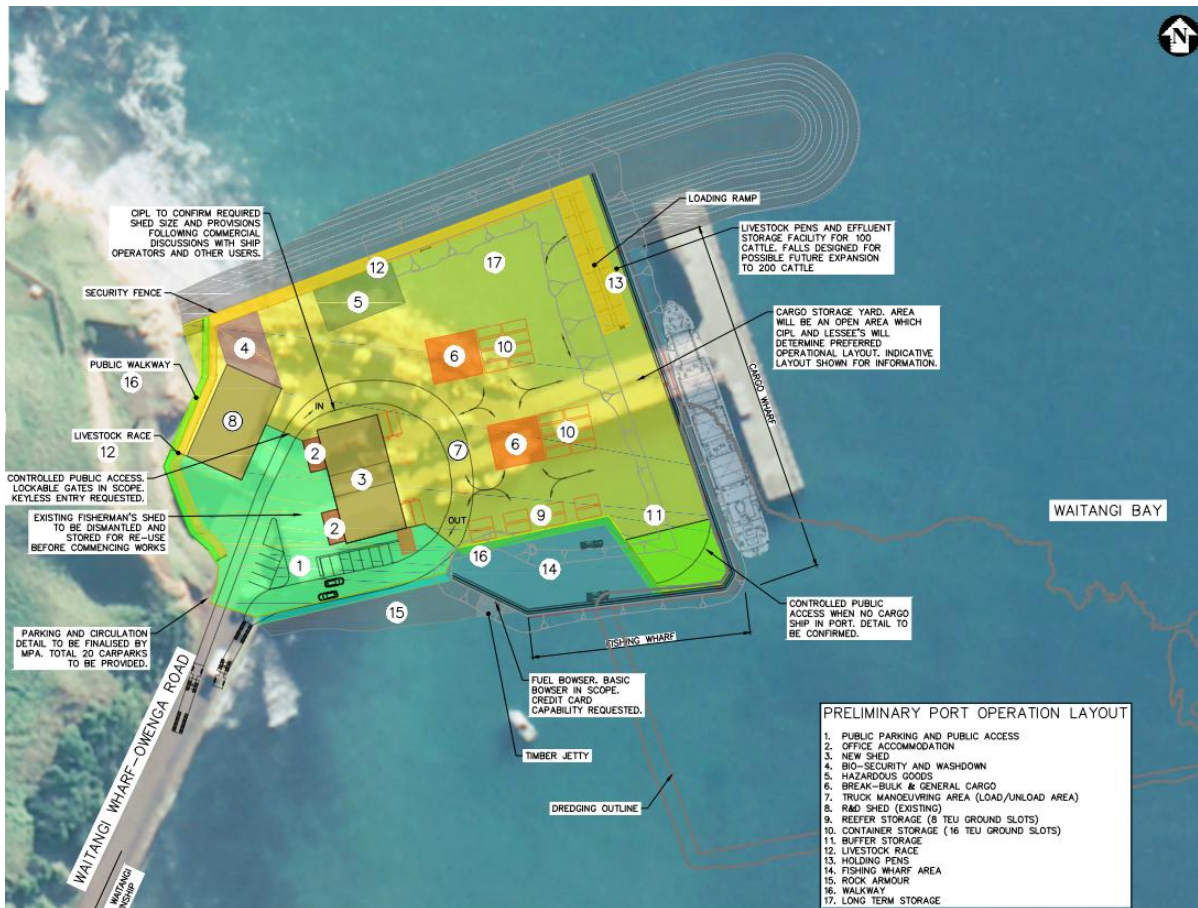 N
CIPL TO CONFIRM REQUIRED
SHED SIZE AND PROVISIONS
FOLLOWING COMMERCIAL
DISCUSSIONS WITH SHIP
OPERATORS AND OTHER USERS.
SECURITY FENCE
PUBLIC WALKWAY
16
LIVESTOCK RACE
12
CONTROLLED PUBLIC ACCESS.
LOCKABLE GATES IN SCOPE.
KEYLESS ENTRY REQUESTED.
EXISTING FISHERMAN'S SHED
TO BE DISMANTLED AND
STORED FOR RE-USE
BEFORE COMMENCING WORKS
PARKING AND CIRCULATION
DETAIL TO BE FINALISED BY
MPA. TOTAL 20 CARPARKS
TO BE PROVIDED.
WAITANGI WHARF-OWENGA ROAD
WAITANGI
12
17
5
4
6
10
13
8
IN
2
3
7
6
10
2
9
11
OUT
16
1
14
15
LOADING RAMP
LIVESTOCK PENS AND EFFLUENT
STORAGE FACILITY FOR 100
CATTLE. FALLS DESIGNED FOR
POSSIBLE FUTURE EXPANSION
TO 200 CATTLE
CARGO STORAGE YARD. AREA
WILL BE AN OPEN AREA WHICH
CIPL AND LESSEE'S WILL
DETERMINE PREFERRED
OPERATIONAL LAYOUT. INDICATIVE
LAYOUT SHOWN FOR INFORMATION.
CARGO WHARF
WAITANGI BAY
CONTROLLED PUBLIC
ACCESS WHEN NO CARGO
SHIP IN PORT. DETAIL TO
BE CONFIRMED.
FISHING WHARF
FUEL BOWSER. BASIC
BOWSER IN SCOPE.
CREDIT CARD
CAPABILITY REQUESTED.
TIMBER JETTY
DREDGING OUTLINE
PRELIMINARY PORT OPERATION LAYOUT
1. PUBLIC PARKING AND PUBLIC ACCESS
2. OFFICE ACCOMMODATION
3. NEW SHED
4. BIO-SECURITY AND WASHDOWN
5. HAZARDOUS GOODS
6. BREAK-BULK & GENERAL CARGO
7. TRUCK MANOEUVRING AREA (LOAD/UNLOAD AREA)
8. R&D SHED (EXISTING)
9. REEFER STORAGE (8 TEU GROUND SLOTS)
10. CONTAINER STORAGE (16 TEU GROUND SLOTS)
11. BUFFER STORAGE
12. LIVESTOCK RACE
13. HOLDING PENS
14. FISHING WHARF AREA
15. ROCK ARMOUR
16. WALKWAY
17. LONG TERM STORAGE